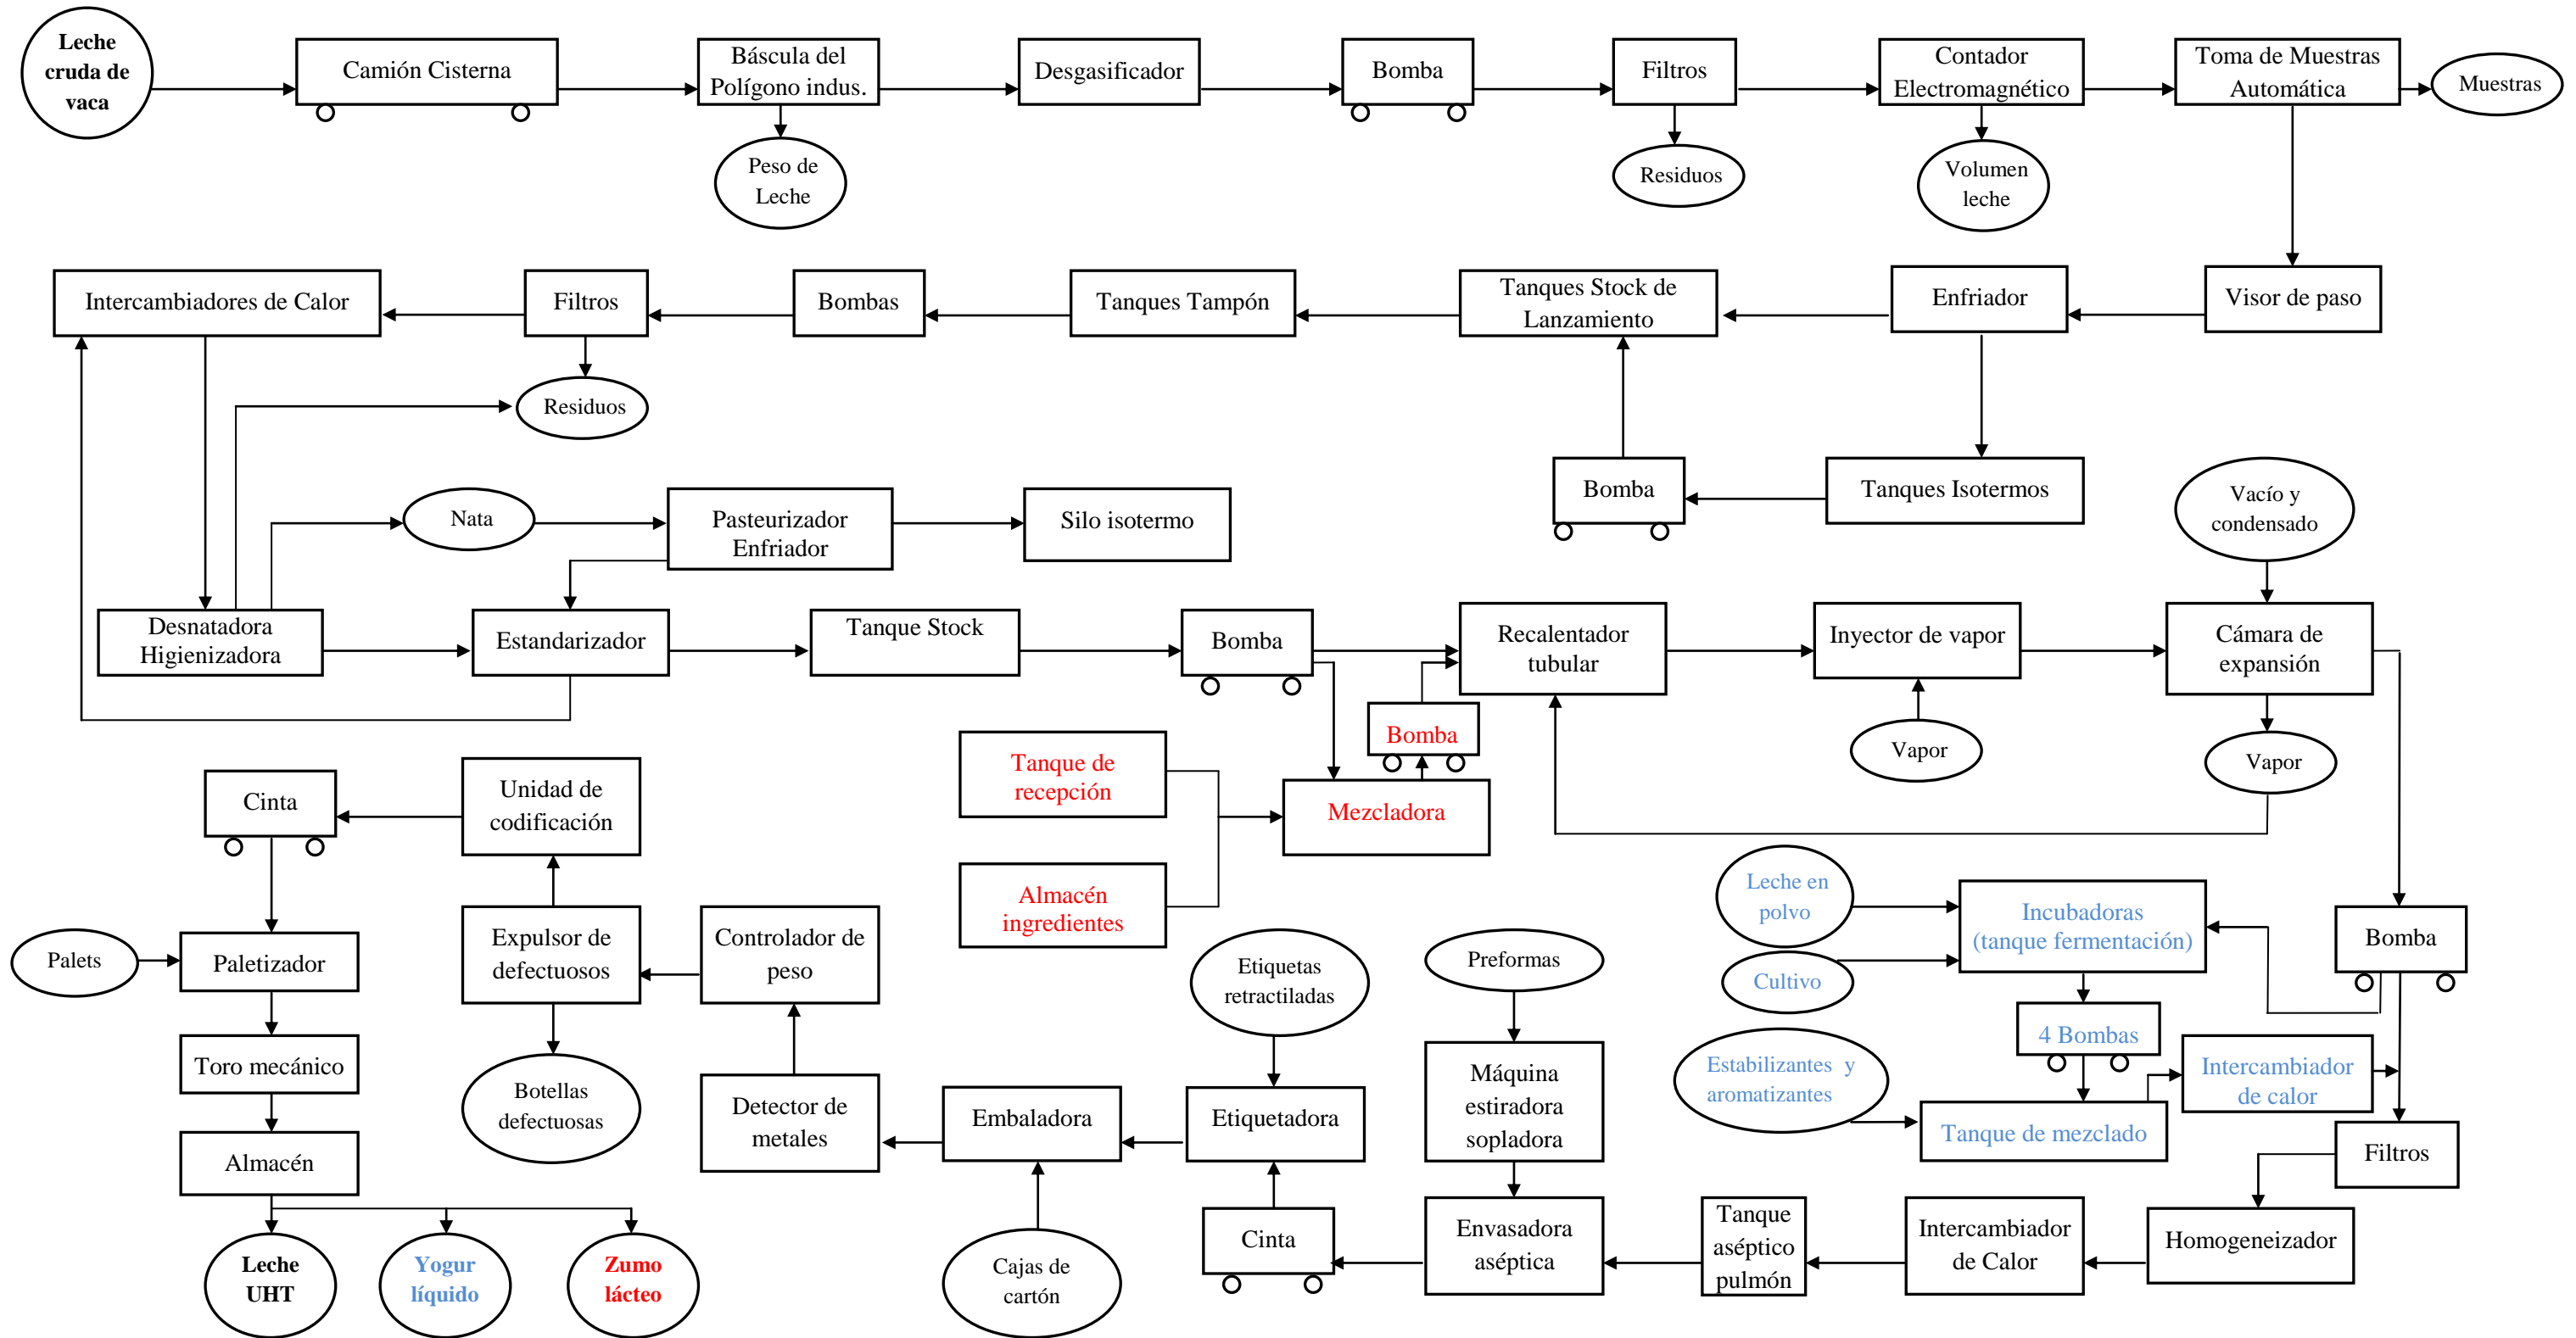 Leche
cruda de
vaca
Camión Cisterna
Báscula del
Polígono indus.
Desgasificador
Bomba
Filtros
Contador
Electromagnético
Toma de Muestras
Automática
Muestras
Peso de
Leche
Residuos
Volumen
leche
Intercambiadores de Calor
Filtros
Bombas
Tanques Tampón
Tanques Stock de
Lanzamiento
Enfriador
Visor de paso
Residuos
Nata
Pasteurizador
Enfriador
Silo isotermo
Bomba
Tanques Isotermos
Vacío y
condensado
Desnatadora
Higienizadora
Estandarizador
Tanque Stock
Bomba
Recalentador
tubular
Inyector de vapor
Cámara de
expansión
Bomba
Vapor
Vapor
Tanque de
recepción
Mezcladora
Almacén
ingredientes
Cinta
Unidad de
codificación
Leche en
polvo
Incubadoras
(tanque fermentación)
Bomba
Palets
Paletizador
Expulsor de
defectuosos
Controlador de
peso
Etiquetas
retractiladas
Preformas
Cultivo
4 Bombas
Toro mecánico
Botellas
defectuosas
Detector de
metales
Embaladora
Etiquetadora
Máquina
estiradora
sopladora
Estabilizantes y
aromatizantes
Intercambiador
de calor
Tanque de mezclado
Filtros
Almacén
Leche
UHT
Yogur
líquido
Zumo
lácteo
Cajas de
cartón
Cinta
Envasadora
aséptica
Tanque
aséptico
pulmón
Intercambiador
de Calor
Homogeneizador